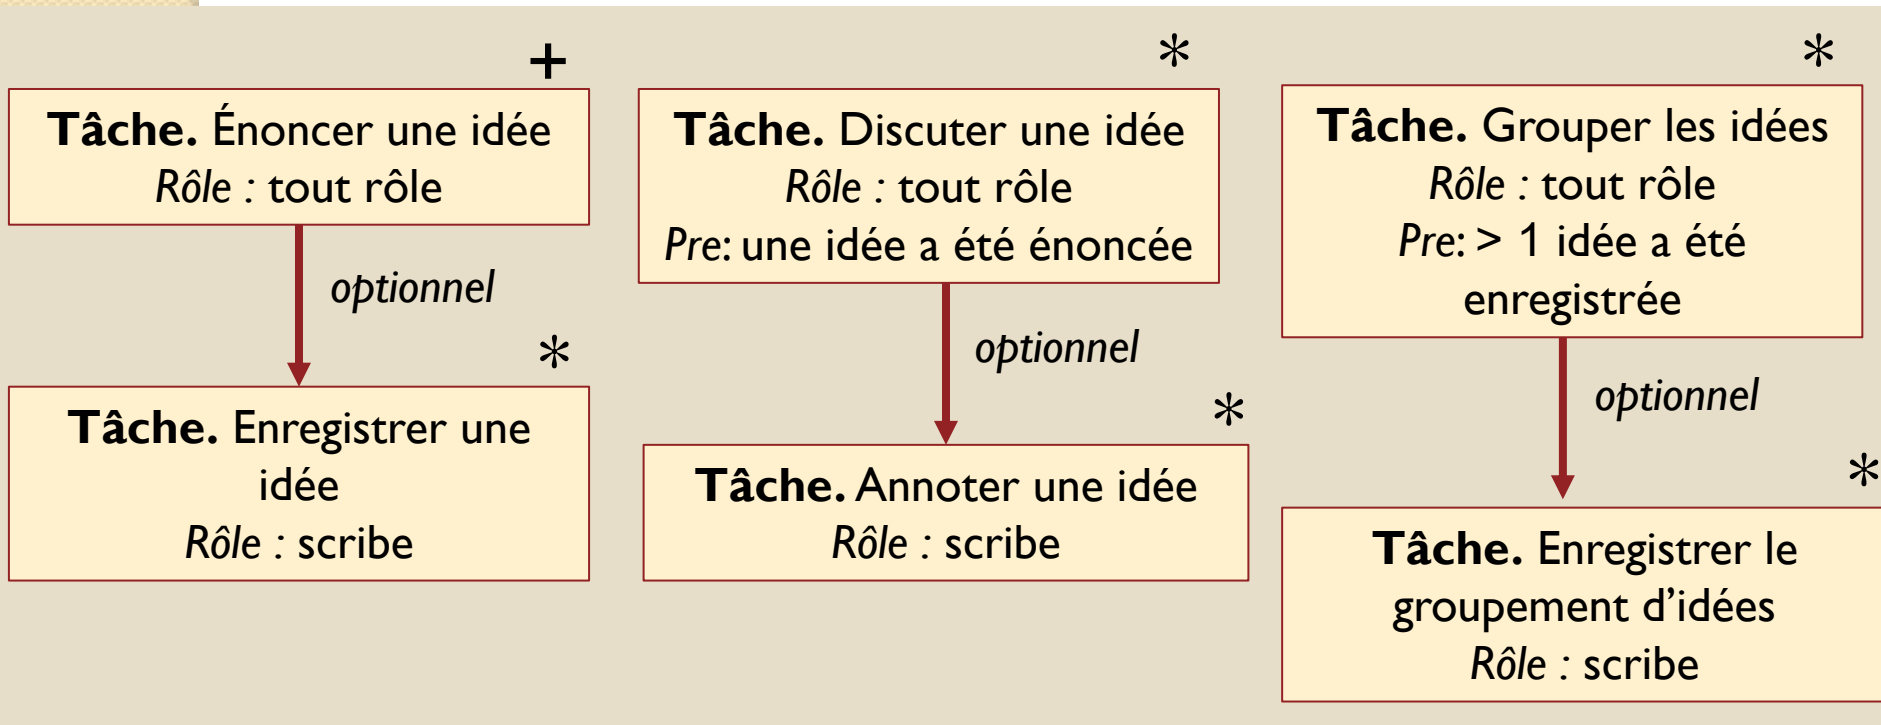 +
Tâche. Énoncer une idée
Rôle : tout rôle
optionnel
*
Tâche. Enregistrer une
idée
Rôle : scribe
*
Tâche. Discuter une idée
Rôle : tout rôle
Pre: une idée a été énoncée
optionnel
*
Tâche. Annoter une idée
Rôle : scribe
*
Tâche. Grouper les idées
Rôle : tout rôle
Pre: > 1 idée a été
enregistrée
optionnel
*
Tâche. Enregistrer le
groupement d’idées
Rôle : scribe